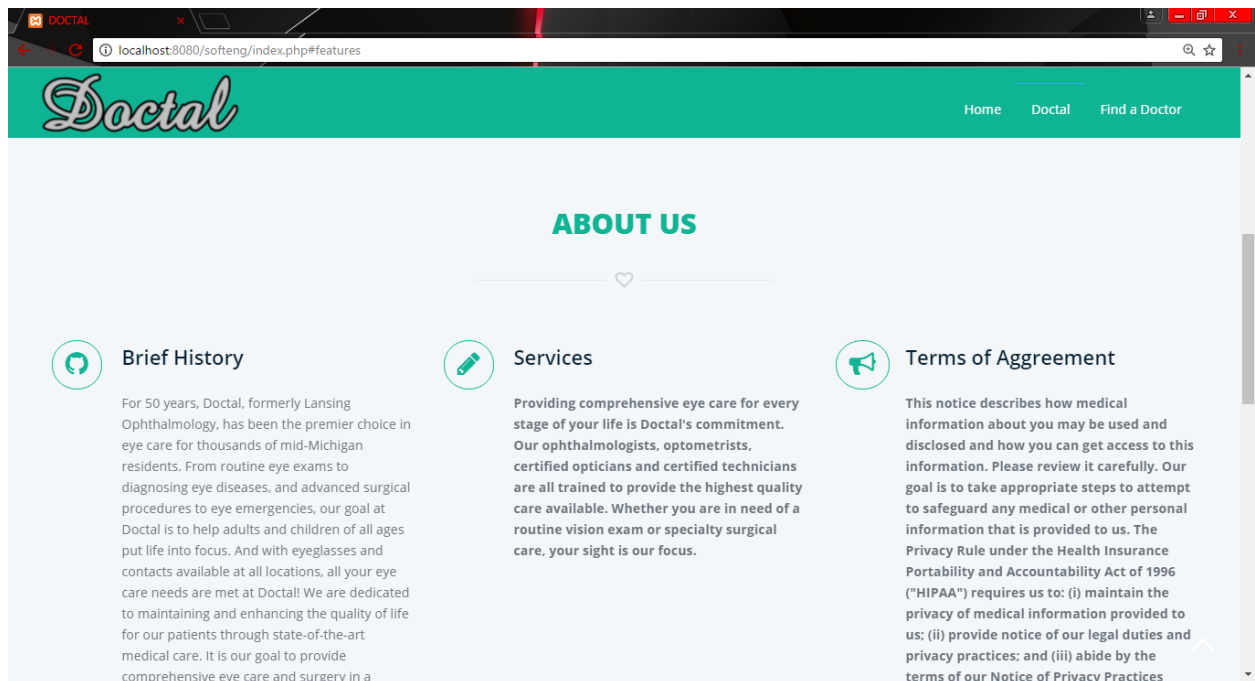 DOCTAL
localhost:8080/softeng/index.php#features
Doctal
Home
Doctal
Find a Doctor
ABOUT US
Brief History
For 50 years, Doctal, formerly Lansing
Ophthalmology, has been the premier choice in
eye care for thousands of mid-Michigan
residents. From routine eye exams to
diagnosing eye diseases, and advanced surgical
procedures to eye emergencies, our goal at
Doctal is to help adults and children of all ages
put life into focus. And with eyeglasses and
contacts available at all locations, all your eye
care needs are met at Doctal! We are dedicated
to maintaining and enhancing the quality of life
for our patients through state-of-the-art
medical care. It is our goal to provide
comprehensive eye care and surgery in a
Services
Providing comprehensive eye care for every
stage of your life is Doctal's commitment.
Our ophthalmologists, optometrists,
certified opticians and certified technicians
are all trained to provide the highest quality
care available. Whether you are in need of a
routine vision exam or specialty surgical
care, your sight is our focus.
Terms of Aggreement
This notice describes how medical
information about you may be used and
disclosed and how you can get access to this
information. Please review it carefully. Our
goal is to take appropriate steps to attempt
to safeguard any medical or other personal
information that is provided to us. The
Privacy Rule under the Health Insurance
Portability and Accountability Act of 1996
("HIPAA") requires us to: (i) maintain the
privacy of medical information provided to
us; (ii) provide notice of our legal duties and
privacy practices; and (iii) abide by the
terms of our Notice of Privacy Practices